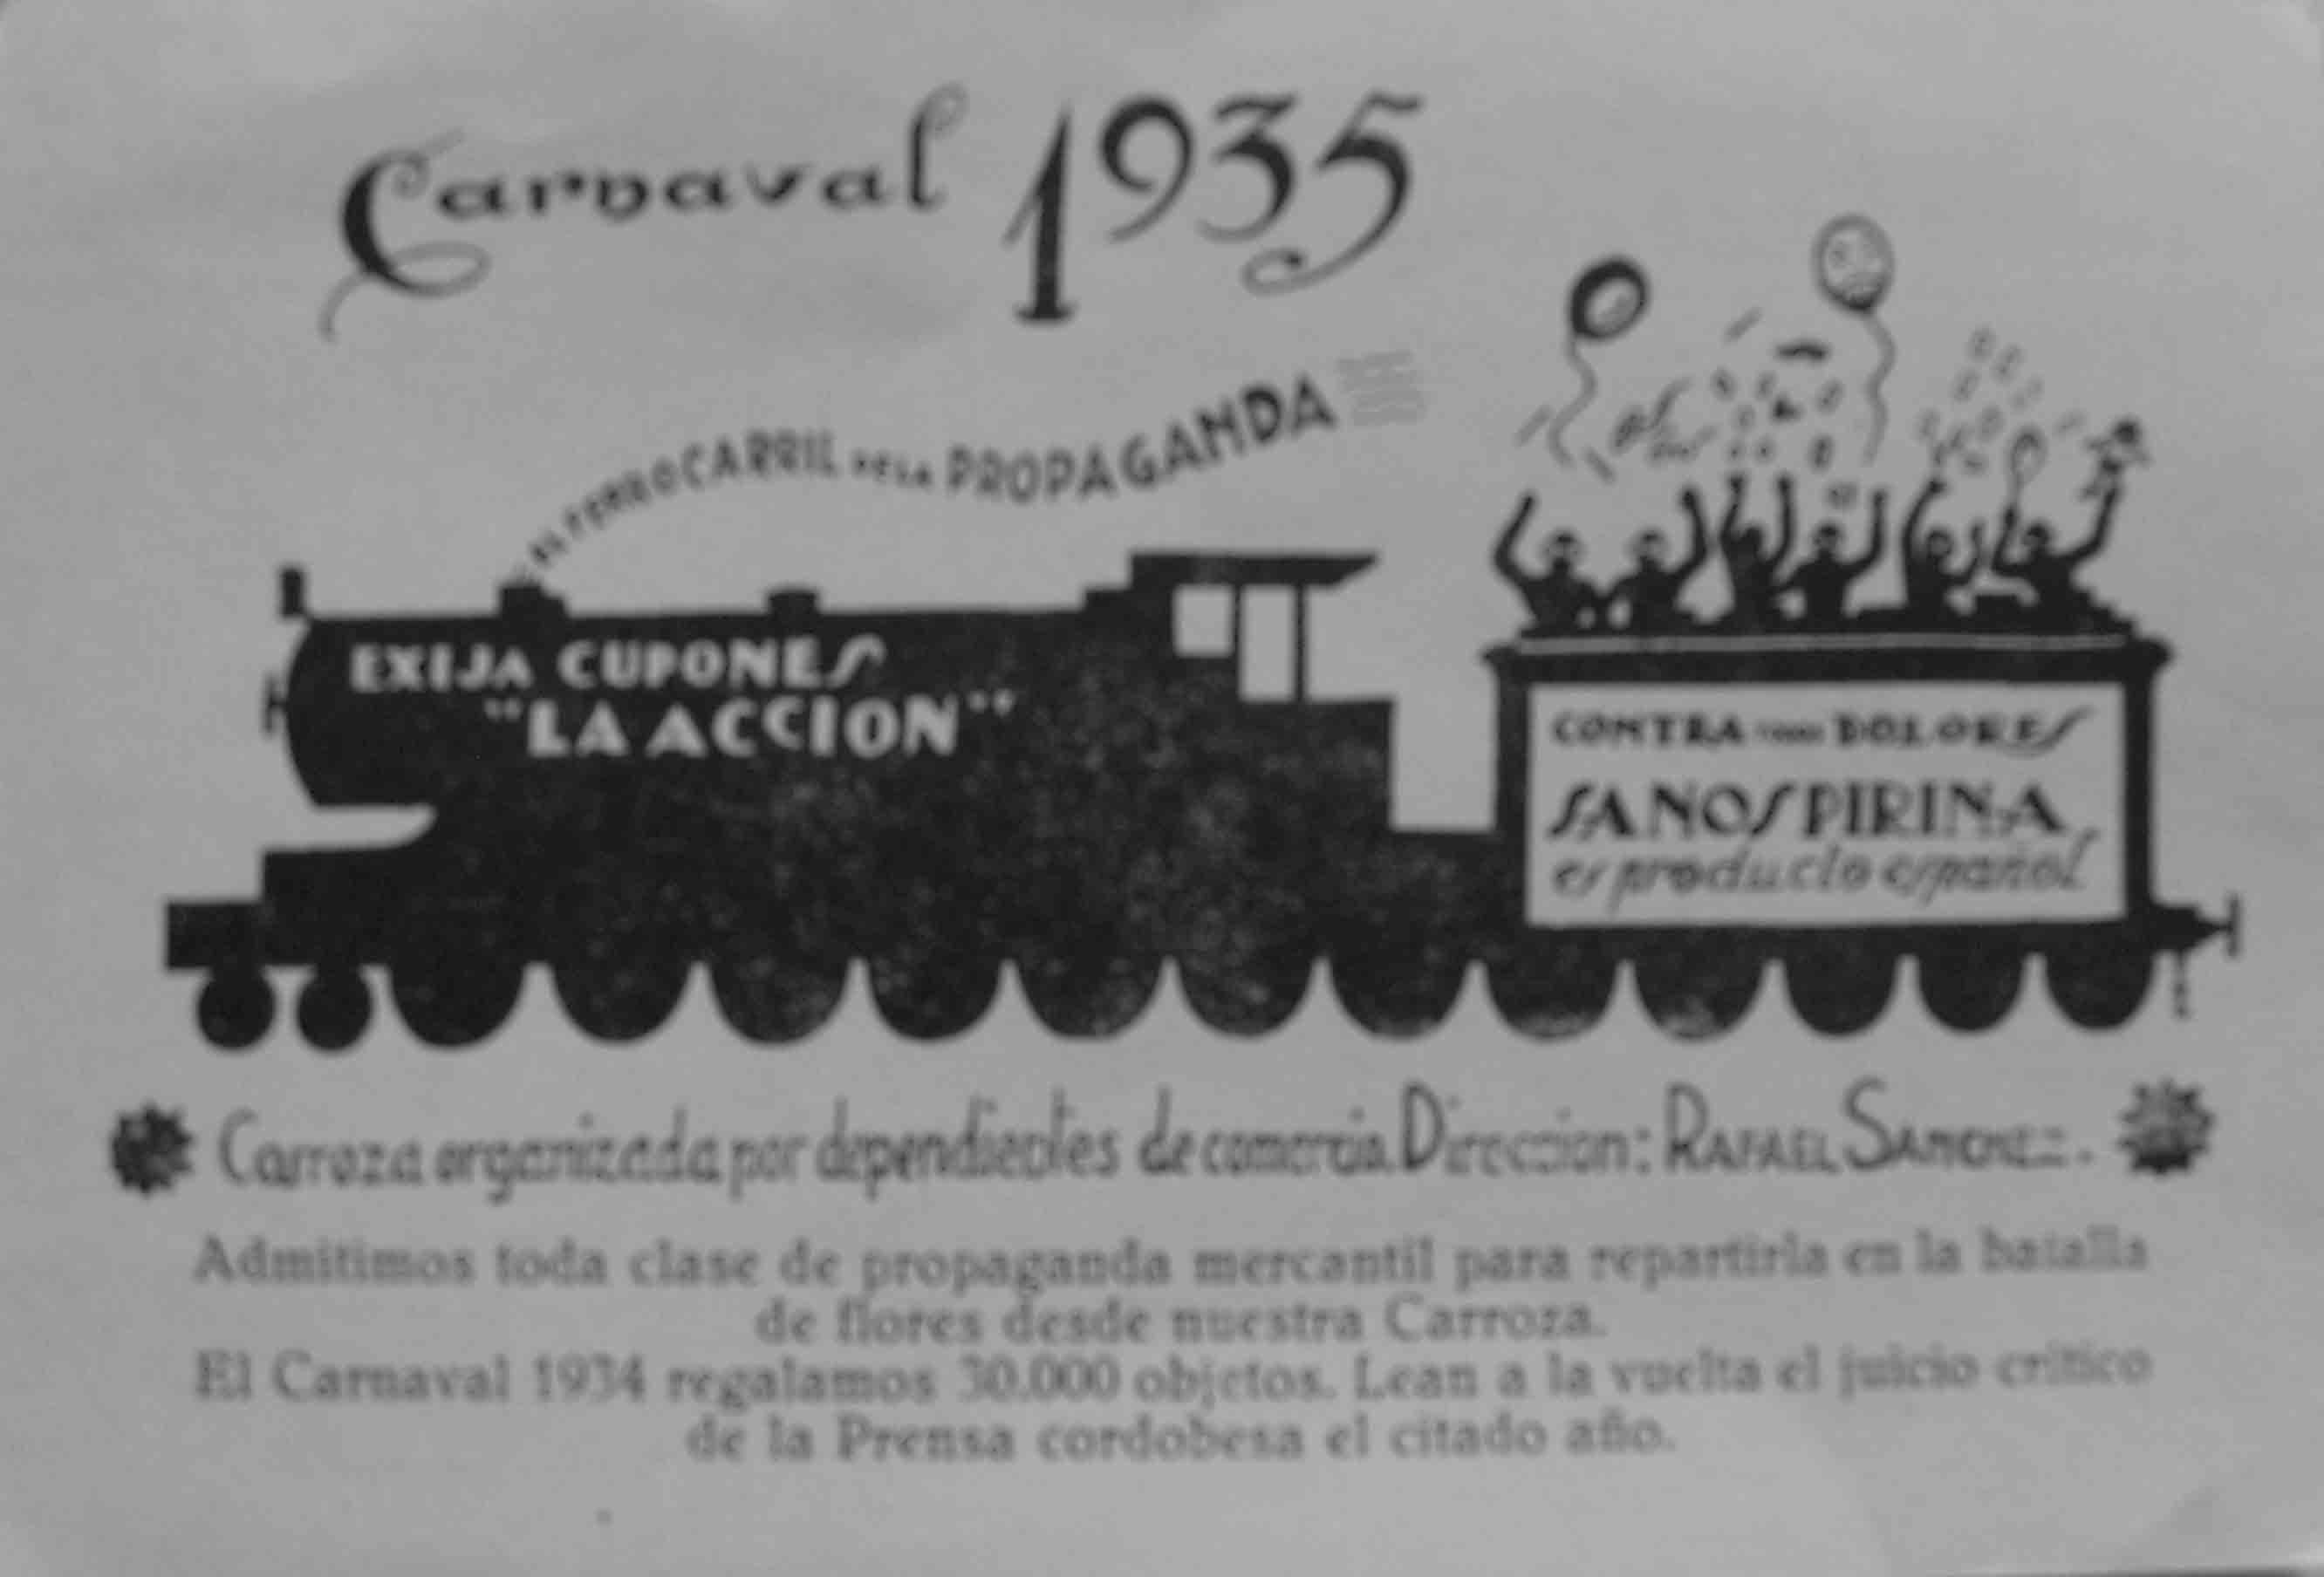 Carnaval 1935
EL FERROCARRIL DE LA PROPAGANDA
EXIJA CUPONES
"LA ACCION"
CONTRA TODOS DOLORES
SANOSPIRINA
es producto español
Carroza organizada por dependientes de comercio. Direccion: RAFAEL SANCHEZ.
Admitimos toda clase de propaganda mercantil para repartirla en la batalla
de flores desde nuestra Carroza.
El Carnaval 1934 regalamos 30.000 objetos. Lean a la vuelta el juicio crítico
de la Prensa cordobesa el citado año.